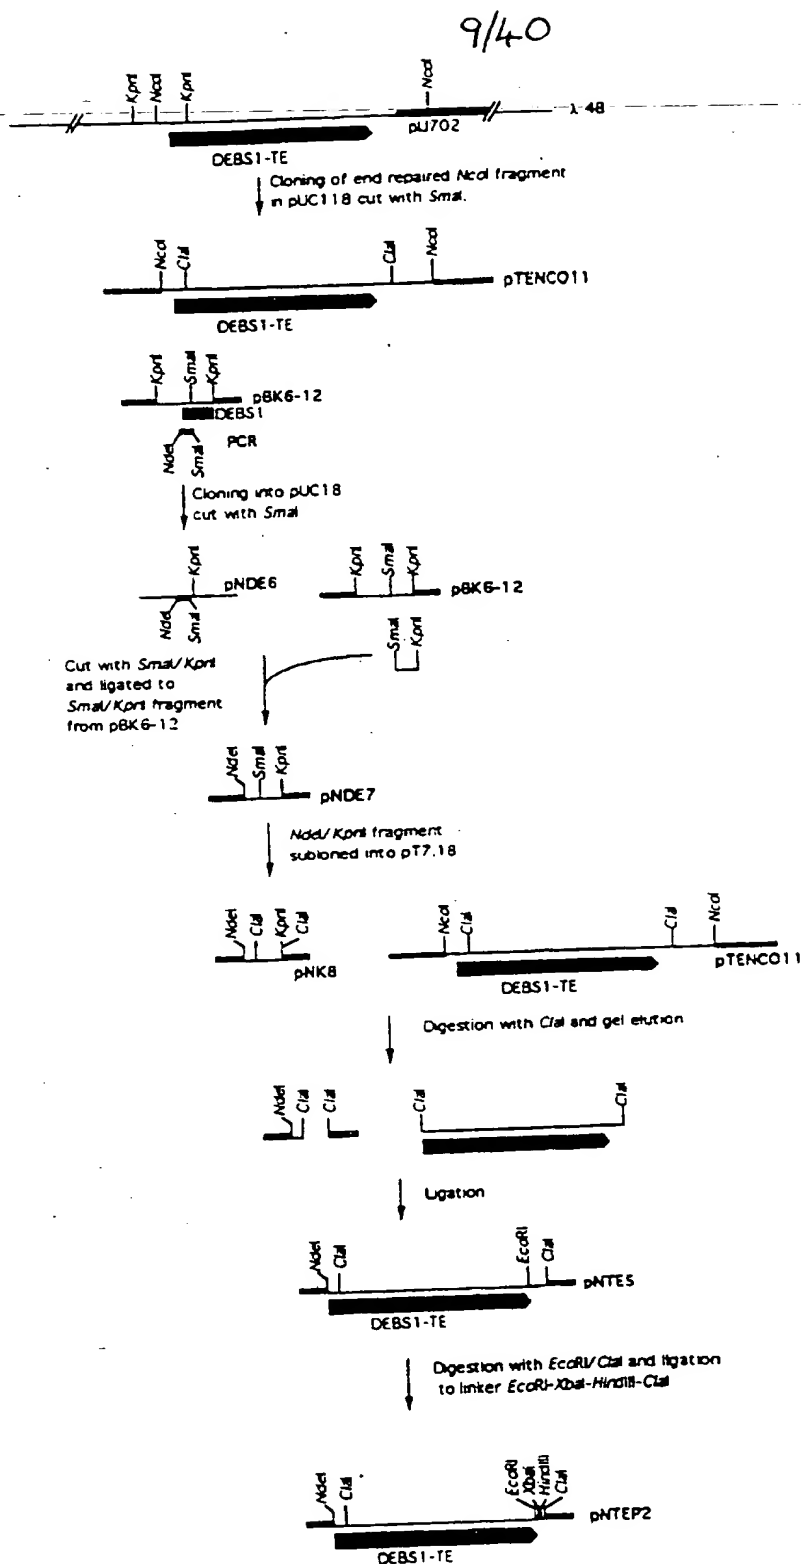 9/40
KpnI NcoI KpnI NcoI
λ 48
pIJ702
DEBS1-TE
Cloning of end repaired NcoI fragment
in pUC118 cut with SmaI.
NcoI ClaI ClaI NcoI
pTENCO11
DEBS1-TE
KpnI SmaI KpnI
pBK6-12
DEBS1
PCR
NdeI SmaI
Cloning into pUC18
cut with SmaI
KpnI KpnI SmaI KpnI
pNDE6 pBK6-12
NdeI SmaI SmaI KpnI
Cut with SmaI/KpnI
and ligated to
SmaI/KpnI fragment
from pBK6-12
NdeI SmaI KpnI
pNDE7
NdeI/KpnI fragment
subloned into pT7.18
NdeI ClaI KpnI ClaI NcoI ClaI ClaI NcoI
pNK8 pTENCO11
DEBS1-TE
Digestion with ClaI and gel elution
NdeI ClaI ClaI ClaI ClaI
Ligation
NdeI ClaI EcoRI ClaI
pNTE5
DEBS1-TE
Digestion with EcoRI/ClaI and ligation
to linker EcoRI-XbaI-HindIII-ClaI
NdeI ClaI EcoRI XbaI HindIII ClaI
pNTEP2
DEBS1-TE